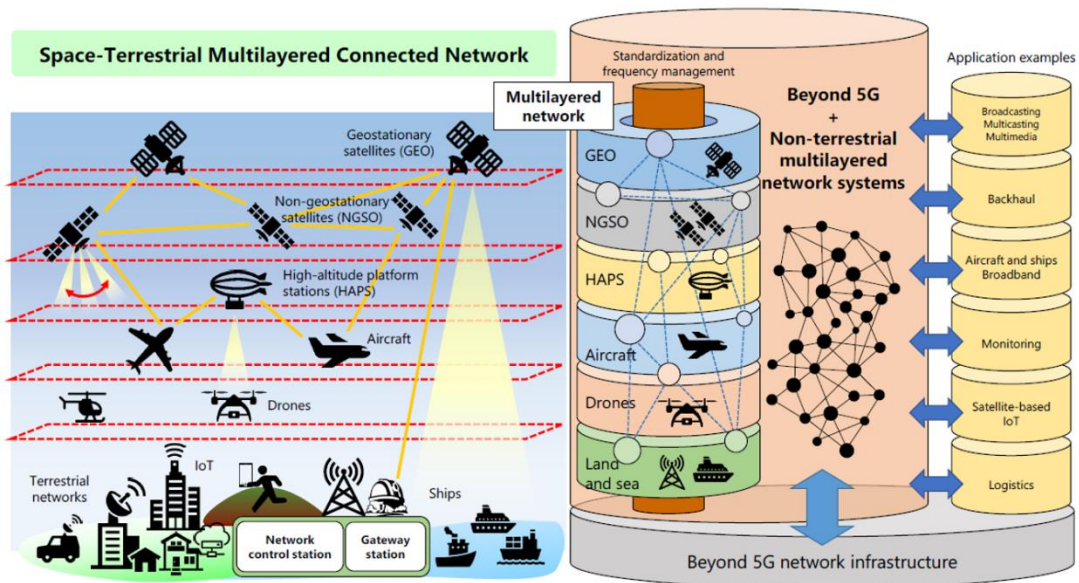 Space-Terrestrial Multilayered Connected Network
Geostationary
satellites (GEO)
Non-geostationary
satellites (NGSO)
High-altitude platform
stations (HAPS)
Aircraft
Drones
IoT
Terrestrial
networks
Ships
Network
control station
Gateway
station
Standardization and
frequency management
Multilayered
network
GEO
NGSO
HAPS
Aircraft
Drones
Land
and sea
Beyond 5G
+
Non-terrestrial
multilayered
network systems
Beyond 5G network infrastructure
Application examples
Broadcasting
Multicasting
Multimedia
Backhaul
Aircraft and ships
Broadband
Monitoring
Satellite-based
IoT
Logistics